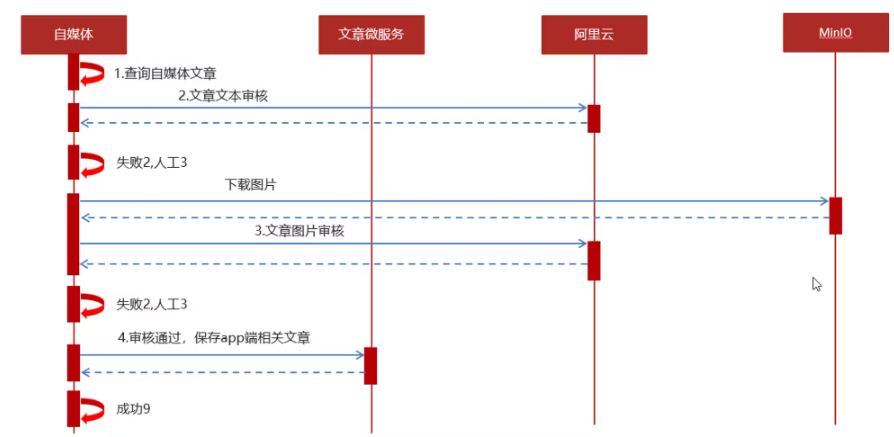 自媒体
文章微服务
阿里云
MinIO
1.查询自媒体文章
2.文章文本审核
失败2,人工3
下载图片
3.文章图片审核
失败2,人工3
4.审核通过，保存app端相关文章
成功9